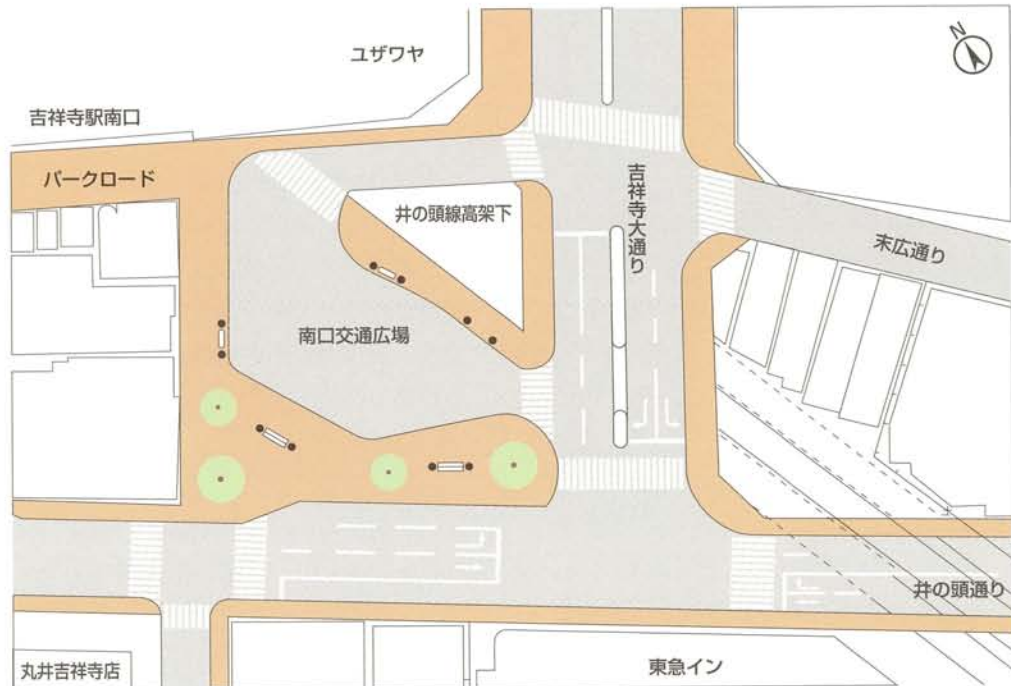 ユザワヤ
N
吉祥寺駅南口
パークロード
井の頭線高架下
吉祥寺大通り
末広通り
南口交通広場
井の頭通り
丸井吉祥寺店
東急イン